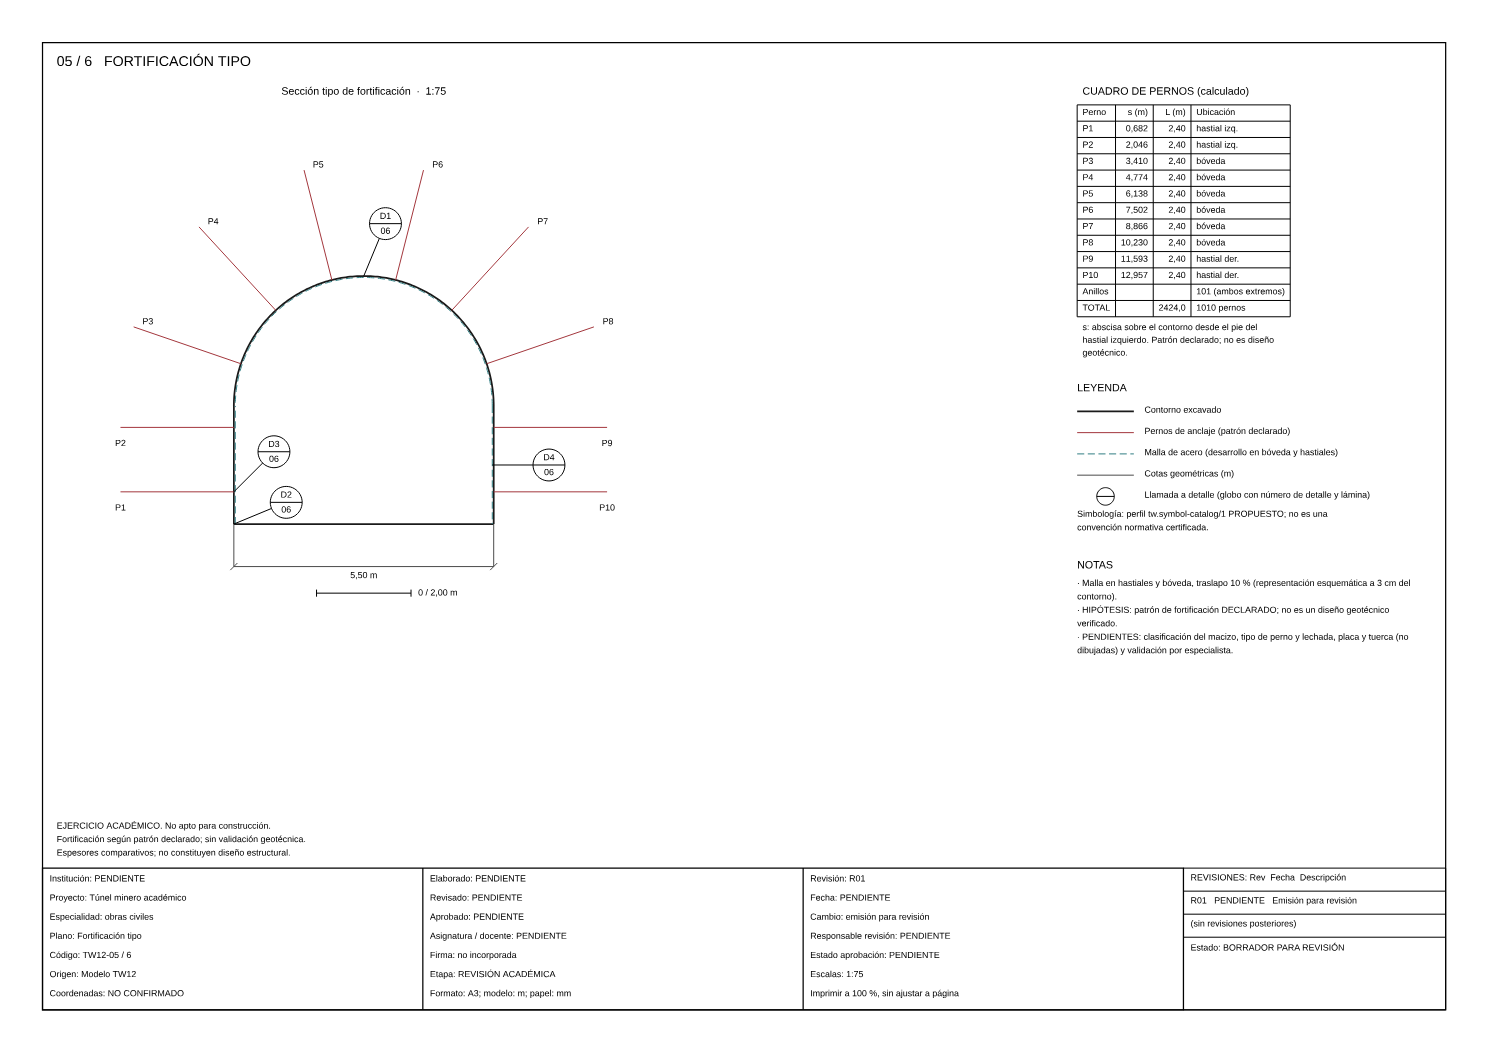 05 / 6   FORTIFICACIÓN TIPO
Sección tipo de fortificación  ·  1:75
P5
P6
P4
P7
D1
06
P3
P8
P2
P9
D3
06
D4
06
D2
06
P1
P10
5,50 m
0 / 2,00 m
CUADRO DE PERNOS (calculado)
Perno s (m) L (m) Ubicación
P1 0,682 2,40 hastial izq.
P2 2,046 2,40 hastial izq.
P3 3,410 2,40 bóveda
P4 4,774 2,40 bóveda
P5 6,138 2,40 bóveda
P6 7,502 2,40 bóveda
P7 8,866 2,40 bóveda
P8 10,230 2,40 bóveda
P9 11,593 2,40 hastial der.
P10 12,957 2,40 hastial der.
Anillos 101 (ambos extremos)
TOTAL 2424,0 1010 pernos
s: abscisa sobre el contorno desde el pie del
hastial izquierdo. Patrón declarado; no es diseño
geotécnico.
LEYENDA
Contorno excavado
Pernos de anclaje (patrón declarado)
Malla de acero (desarrollo en bóveda y hastiales)
Cotas geométricas (m)
Llamada a detalle (globo con número de detalle y lámina)
Simbología: perfil tw.symbol-catalog/1 PROPUESTO; no es una
convención normativa certificada.
NOTAS
· Malla en hastiales y bóveda, traslapo 10 % (representación esquemática a 3 cm del
contorno).
· HIPÓTESIS: patrón de fortificación DECLARADO; no es un diseño geotécnico
verificado.
· PENDIENTES: clasificación del macizo, tipo de perno y lechada, placa y tuerca (no
dibujadas) y validación por especialista.
EJERCICIO ACADÉMICO. No apto para construcción.
Fortificación según patrón declarado; sin validación geotécnica.
Espesores comparativos; no constituyen diseño estructural.
Institución: PENDIENTE
Proyecto: Túnel minero académico
Especialidad: obras civiles
Plano: Fortificación tipo
Código: TW12-05 / 6
Origen: Modelo TW12
Coordenadas: NO CONFIRMADO
Elaborado: PENDIENTE
Revisado: PENDIENTE
Aprobado: PENDIENTE
Asignatura / docente: PENDIENTE
Firma: no incorporada
Etapa: REVISIÓN ACADÉMICA
Formato: A3; modelo: m; papel: mm
Revisión: R01
Fecha: PENDIENTE
Cambio: emisión para revisión
Responsable revisión: PENDIENTE
Estado aprobación: PENDIENTE
Escalas: 1:75
Imprimir a 100 %, sin ajustar a página
REVISIONES: Rev  Fecha  Descripción
R01   PENDIENTE   Emisión para revisión
(sin revisiones posteriores)
Estado: BORRADOR PARA REVISIÓN